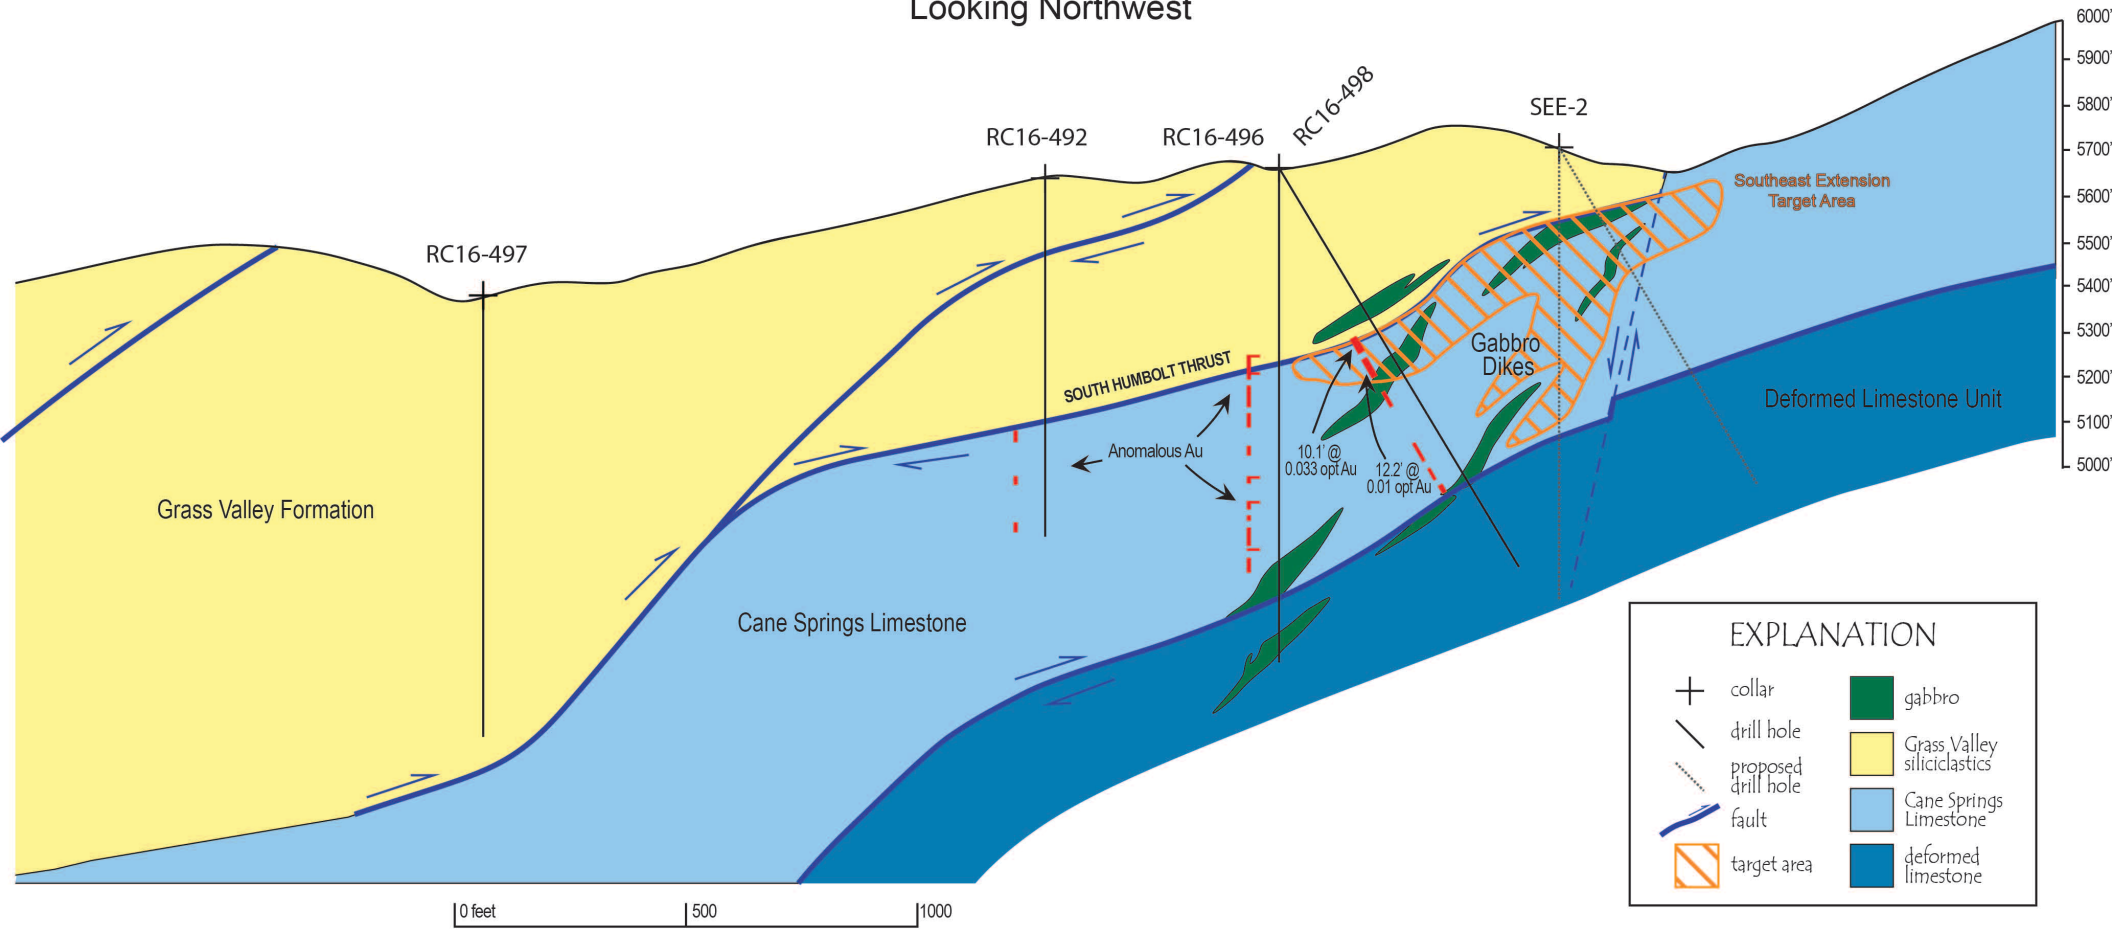 Looking Northwest
6000'
5900'
5800'
5700'
5600'
5500'
5400'
5300'
5200'
5100'
5000'
RC16-497
RC16-492
RC16-496
RC16-498
SEE-2
Southeast Extension
Target Area
SOUTH HUMBOLT THRUST
Gabbro
Dikes
Deformed Limestone Unit
Anomalous Au
10.1' @
0.033 opt Au
12.2' @
0.01 opt Au
Grass Valley Formation
Cane Springs Limestone
EXPLANATION
collar
drill hole
proposed
drill hole
fault
target area
gabbro
Grass Valley
siliciclastics
Cane Springs
Limestone
deformed
limestone
0 feet
500
1000